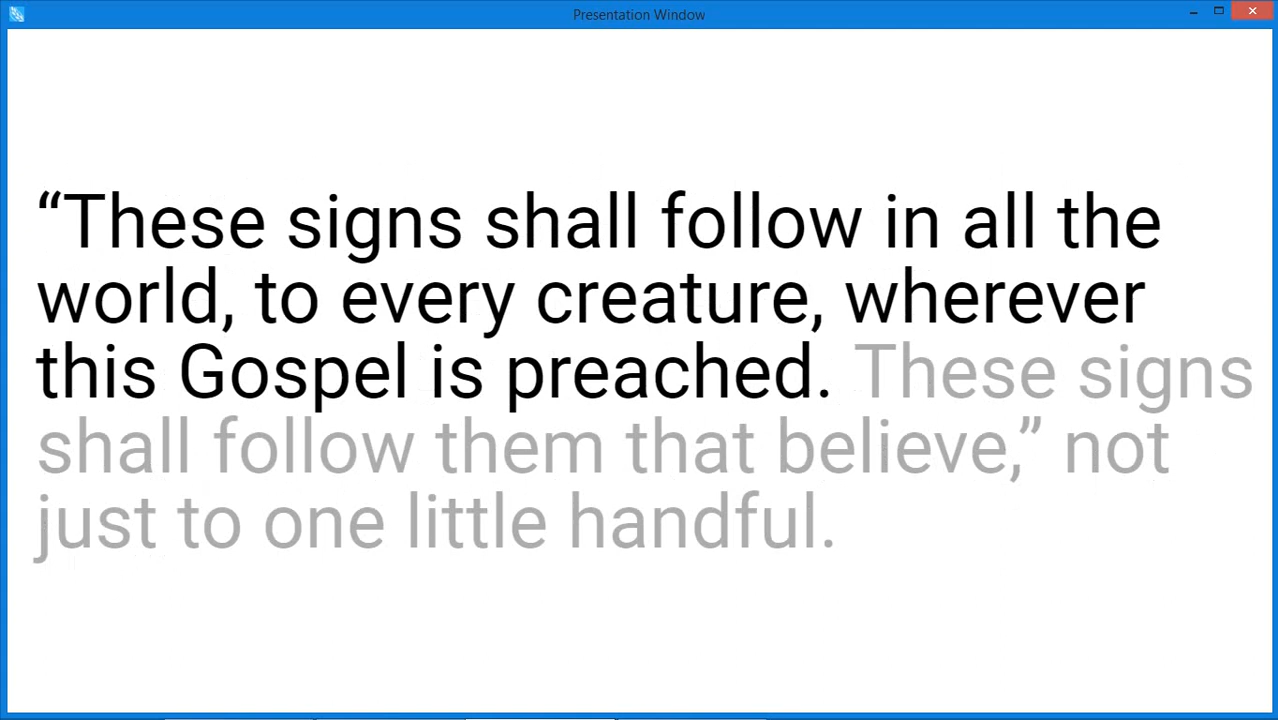 Presentation Window
“These signs shall follow in all the
world, to every creature, wherever
this Gospel is preached. These signs
shall follow them that believe,” not
just to one little handful.